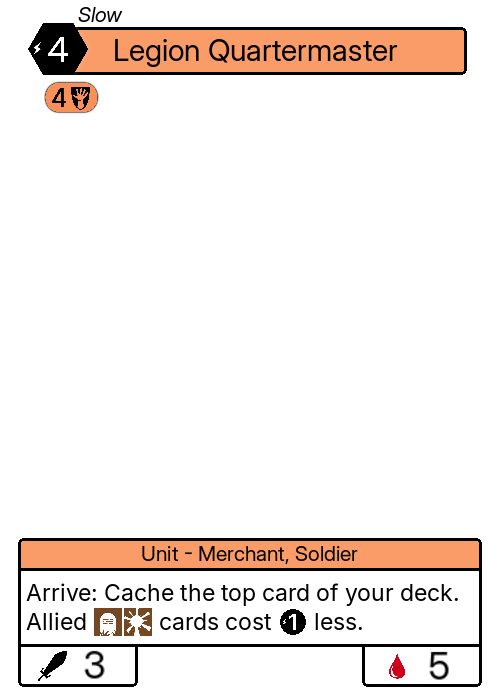 Slow
4 Legion Quartermaster
4
Unit - Merchant, Soldier
Arrive: Cache the top card of your deck.
Allied cards cost 1 less.
3 5